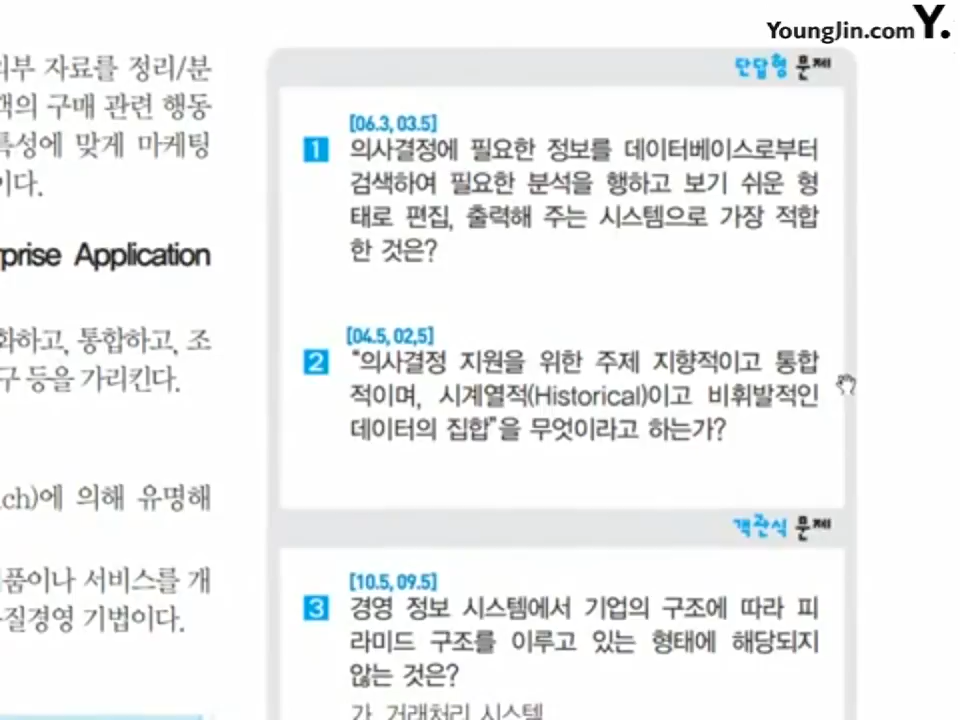 YoungJin.com Y.
외부 자료를 정리/분
객의 구매 관련 행동
특성에 맞게 마케팅
이다.
rprise Application
화하고, 통합하고, 조
구 등을 가리킨다.
ch)에 의해 유명해
품이나 서비스를 개
질경영 기법이다.
단답형 문제
[06.3, 03.5]
1 의사결정에 필요한 정보를 데이터베이스로부터
검색하여 필요한 분석을 행하고 보기 쉬운 형
태로 편집, 출력해 주는 시스템으로 가장 적합
한 것은?
[04.5, 02.5]
2 “의사결정 지원을 위한 주제 지향적이고 통합
적이며, 시계열적(Historical)이고 비휘발적인
데이터의 집합”을 무엇이라고 하는가?
객관식 문제
[10.5, 09.5]
3 경영 정보 시스템에서 기업의 구조에 따라 피
라미드 구조를 이루고 있는 형태에 해당되지
않는 것은?
가. 거래처리 시스템